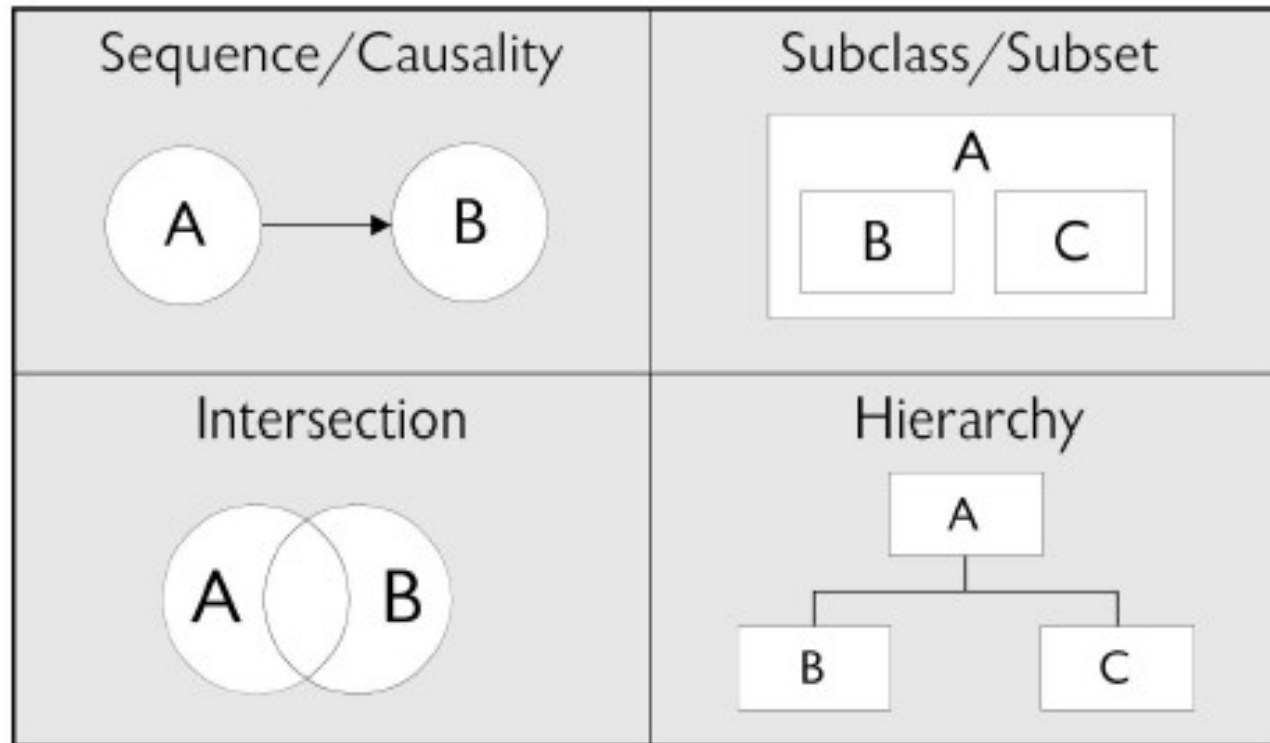 Sequence/Causality
A
B
Subclass/Subset
A
B
C
Intersection
A
B
Hierarchy
A
B
C